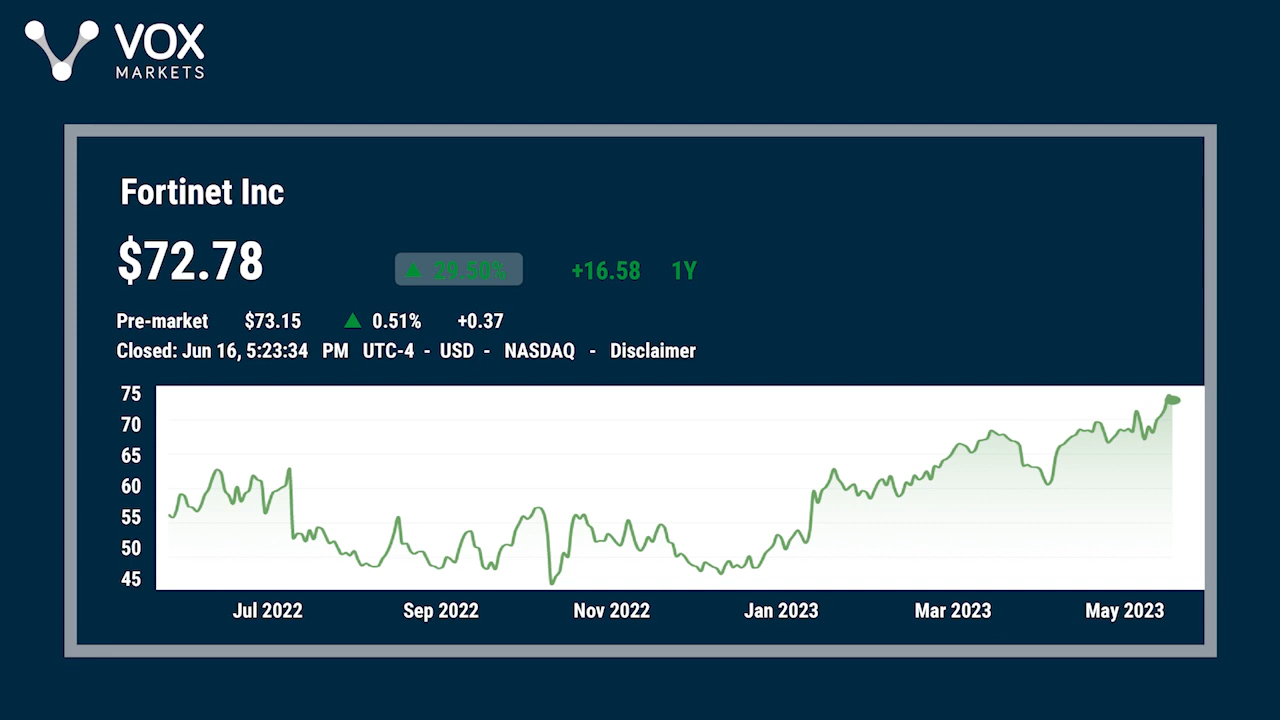 VOX
MARKETS
Fortinet Inc
$72.78 ▲ 29.50% +16.58 1Y
Pre-market $73.15 ▲ 0.51% +0.37
Closed: Jun 16, 5:23:34 PM UTC-4 - USD - NASDAQ - Disclaimer
75
70
65
60
55
50
45
Jul 2022 Sep 2022 Nov 2022 Jan 2023 Mar 2023 May 2023